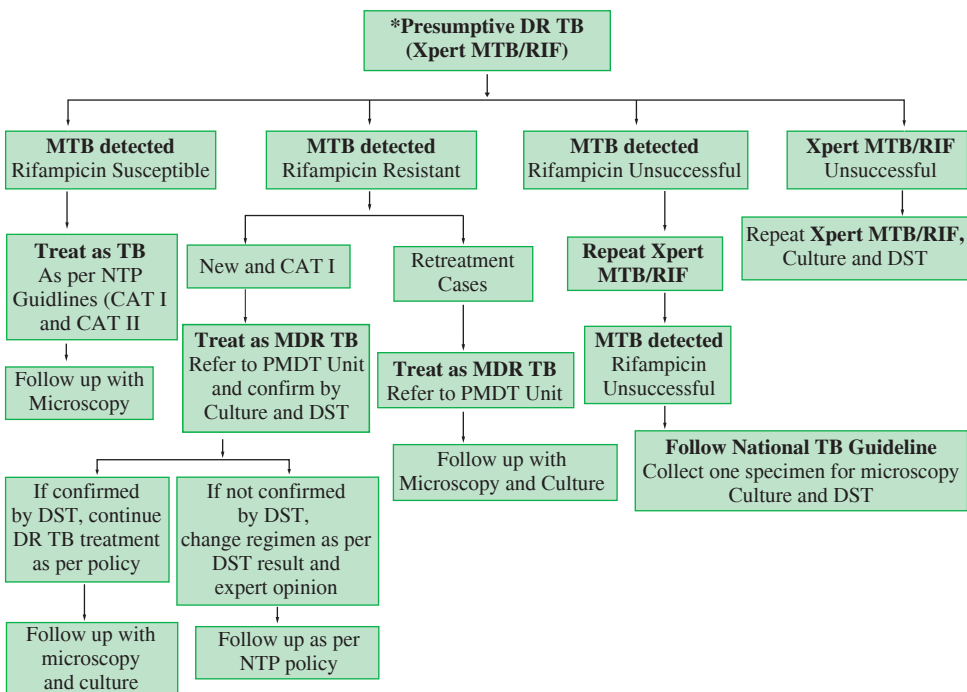 *Presumptive DR TB
(Xpert MTB/RIF)
MTB detected
Rifampicin Susceptible
MTB detected
Rifampicin Resistant
MTB detected
Rifampicin Unsuccessful
Xpert MTB/RIF
Unsuccessful
Treat as TB
As per NTP
Guidlines (CAT I
and CAT II
New and CAT I
Retreatment
Cases
Repeat Xpert
MTB/RIF
Repeat Xpert MTB/RIF,
Culture and DST
Follow up with
Microscopy
Treat as MDR TB
Refer to PMDT Unit
and confirm by
Culture and DST
Treat as MDR TB
Refer to PMDT Unit
MTB detected
Rifampicin
Unsuccessful
Follow up with
Microscopy and Culture
Follow National TB Guideline
Collect one specimen for microscopy
Culture and DST
If confirmed
by DST, continue
DR TB treatment
as per policy
If not confirmed
by DST,
change regimen as per
DST result and
expert opinion
Follow up with
microscopy
and culture
Follow up as per
NTP policy